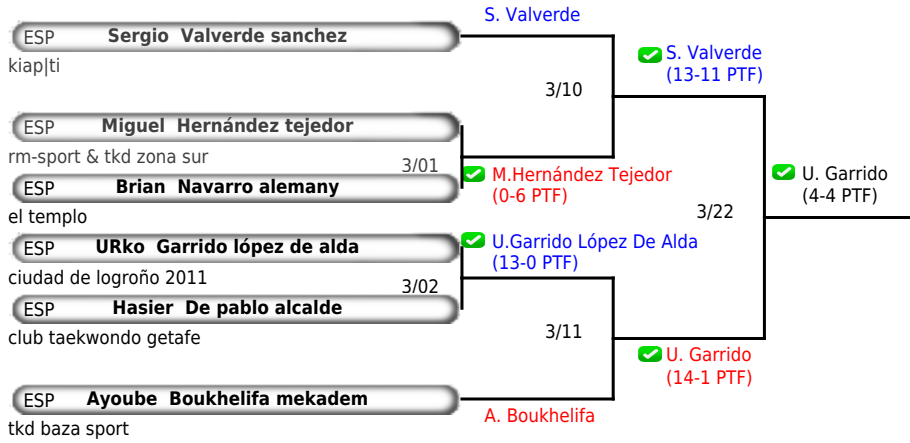 S. Valverde
ESP Sergio Valverde sanchez
kiap|ti
S. Valverde
(13-11 PTF)
3/10
ESP Miguel Hernández tejedor
rm-sport & tkd zona sur
3/01
M.Hernández Tejedor
(0-6 PTF)
ESP Brian Navarro alemany
el templo
U. Garrido
(4-4 PTF)
3/22
ESP URko Garrido lópez de alda
ciudad de logroño 2011
U.Garrido López De Alda
(13-0 PTF)
3/02
ESP Hasier De pablo alcalde
club taekwondo getafe
3/11
U. Garrido
(14-1 PTF)
ESP Ayoube Boukhelifa mekadem
tkd baza sport
A. Boukhelifa